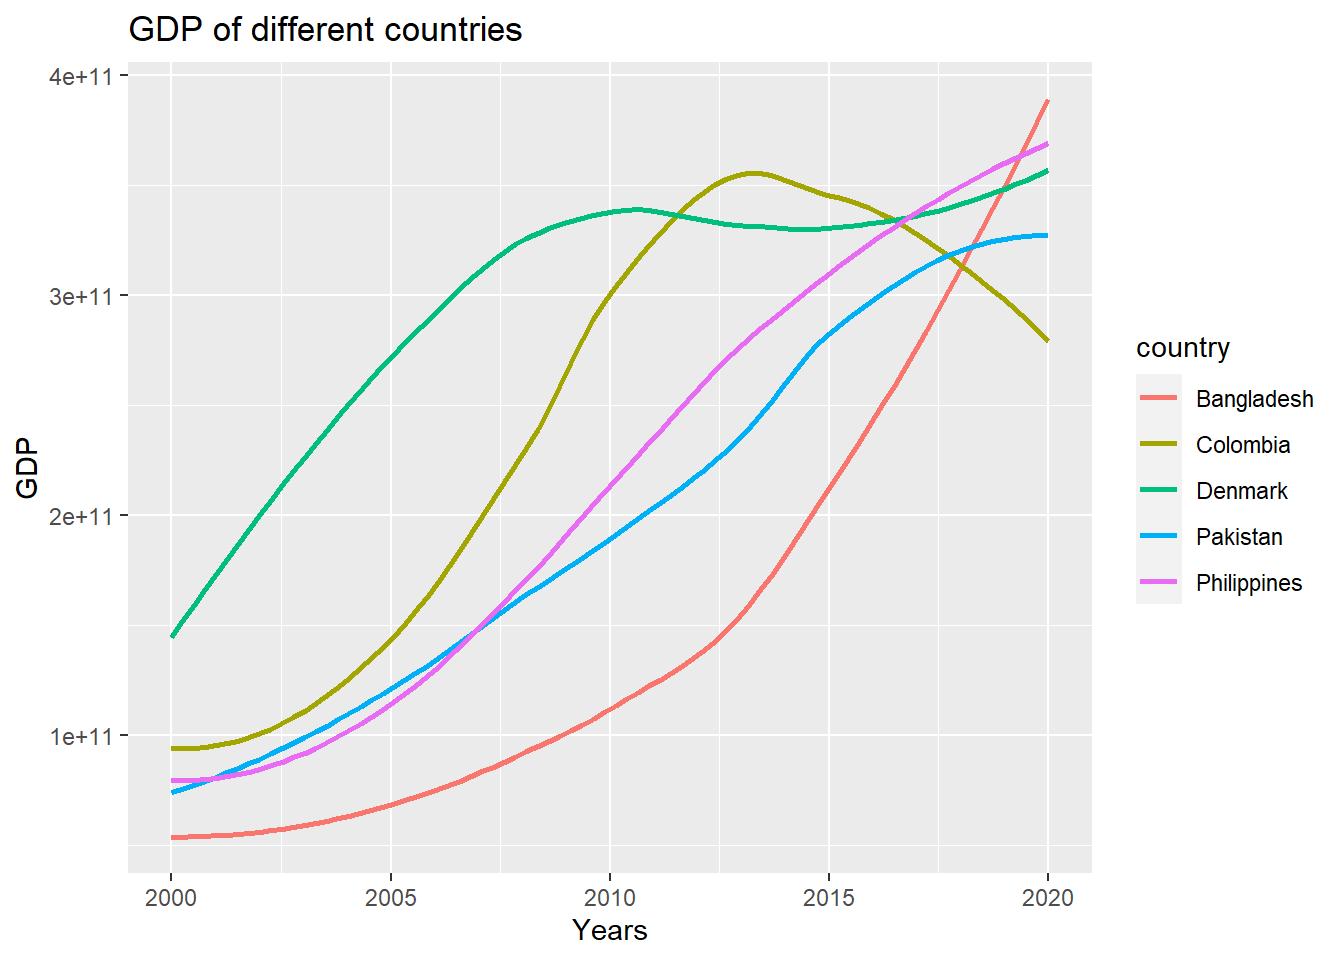 GDP of different countries
4e+11
3e+11
2e+11
1e+11
GDP
2000 2005 2010 2015 2020
Years
country
Bangladesh
Colombia
Denmark
Pakistan
Philippines